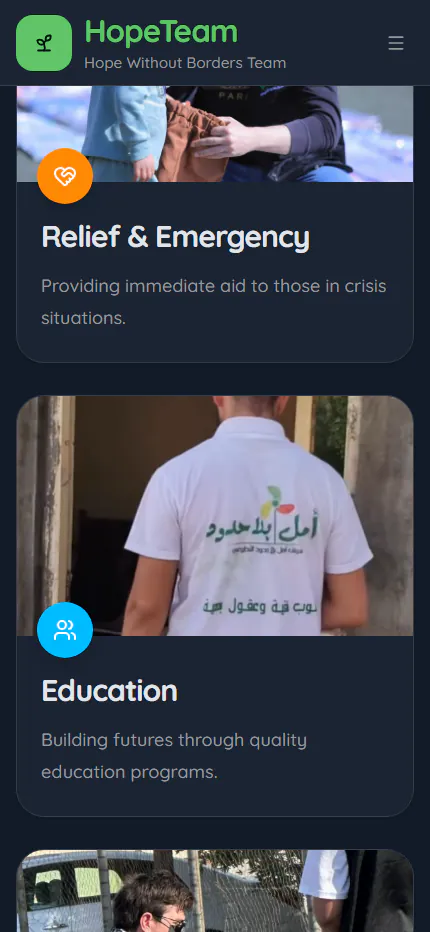 HopeTeam
Hope Without Borders Team
PARI
Relief & Emergency
Providing immediate aid to those in crisis
situations.
أمل بلا حدود
Education
Building futures through quality
education programs.